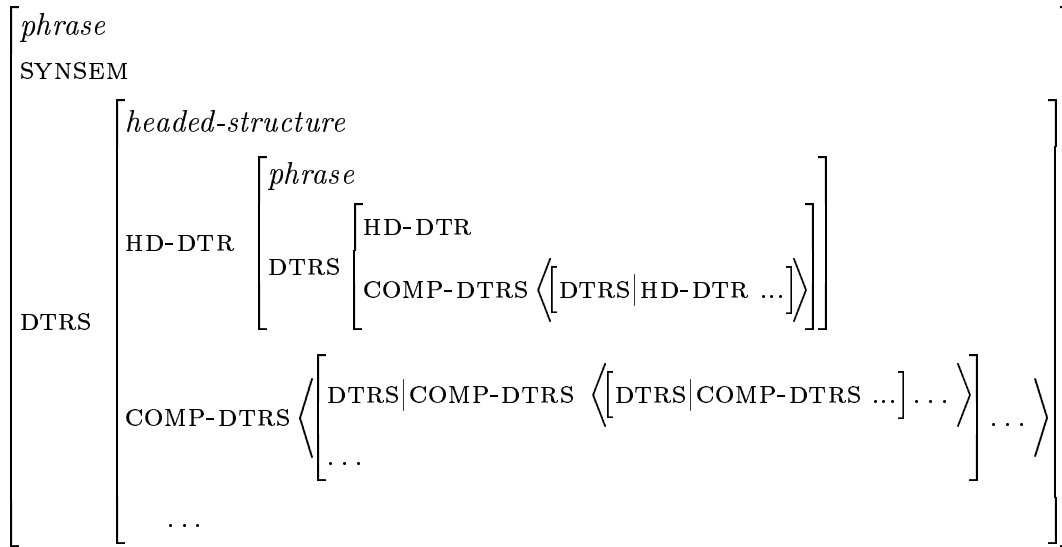 phrase
SYNSEM
headed-structure
phrase
HD-DTR
HD-DTR
DTRS
COMP-DTRS ⟨[DTRS|HD-DTR ...]⟩
DTRS
DTRS|COMP-DTRS ⟨[DTRS|COMP-DTRS ...] ...⟩
COMP-DTRS ⟨[ ] ...⟩
...
...